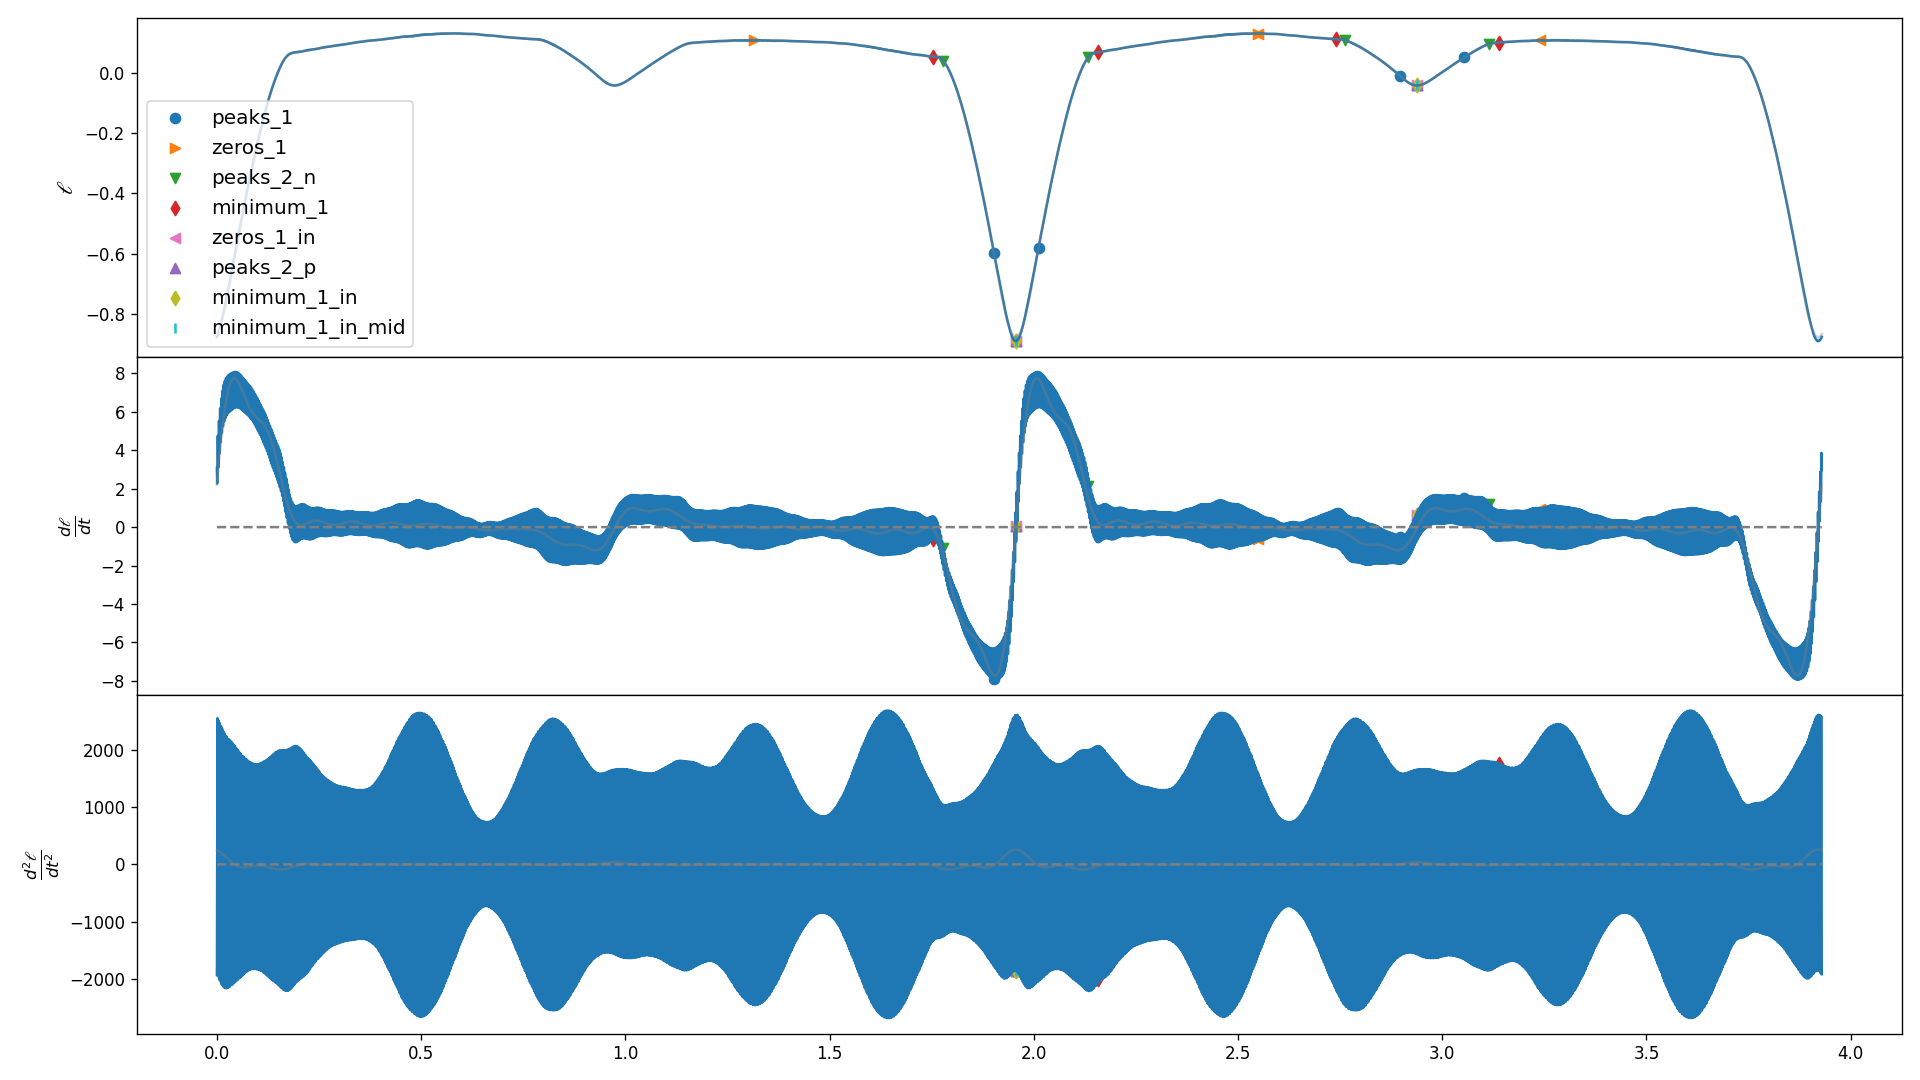 0.0
−0.2
−0.4
−0.6
−0.8
ℓ
peaks_1
zeros_1
peaks_2_n
minimum_1
zeros_1_in
peaks_2_p
minimum_1_in
minimum_1_in_mid
8
6
4
2
0
−2
−4
−6
−8
dℓ/dt
2000
1000
0
−1000
−2000
d²ℓ/dt²
0.0 0.5 1.0 1.5 2.0 2.5 3.0 3.5 4.0